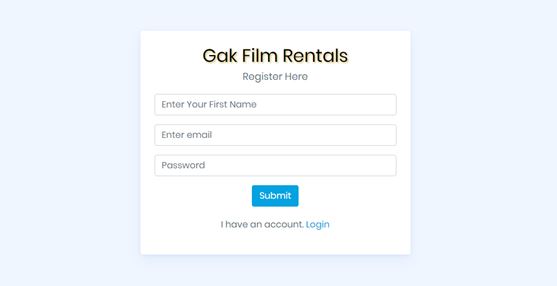 Gak Film Rentals
Register Here
Enter Your First Name
Enter email
Password
Submit
I have an account. Login